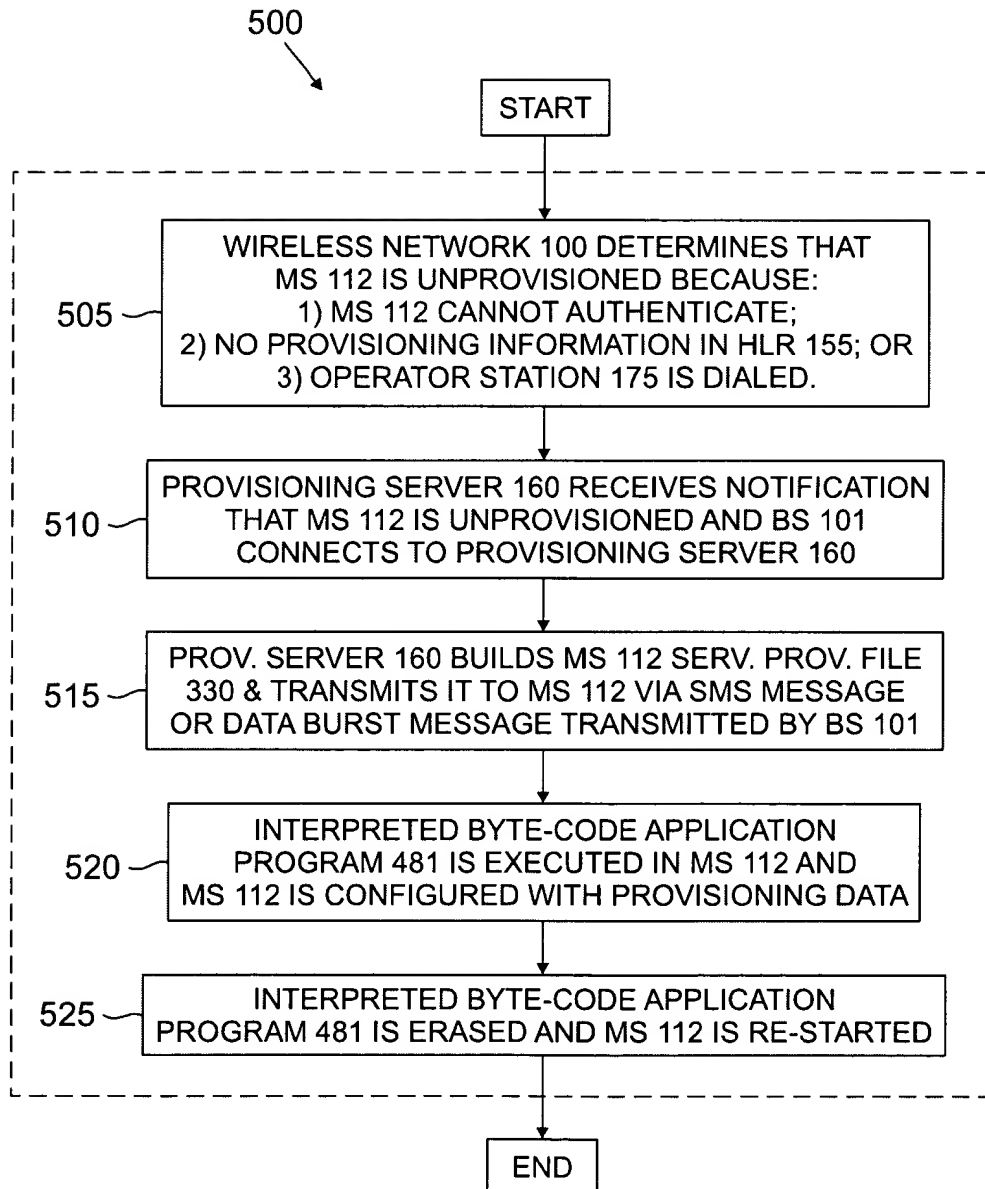 500
START
WIRELESS NETWORK 100 DETERMINES THAT
MS 112 IS UNPROVISIONED BECAUSE:
1) MS 112 CANNOT AUTHENTICATE;
2) NO PROVISIONING INFORMATION IN HLR 155; OR
3) OPERATOR STATION 175 IS DIALED.
505
PROVISIONING SERVER 160 RECEIVES NOTIFICATION
THAT MS 112 IS UNPROVISIONED AND BS 101
CONNECTS TO PROVISIONING SERVER 160
510
PROV. SERVER 160 BUILDS MS 112 SERV. PROV. FILE
330 & TRANSMITS IT TO MS 112 VIA SMS MESSAGE
OR DATA BURST MESSAGE TRANSMITTED BY BS 101
515
INTERPRETED BYTE-CODE APPLICATION
PROGRAM 481 IS EXECUTED IN MS 112 AND
MS 112 IS CONFIGURED WITH PROVISIONING DATA
520
INTERPRETED BYTE-CODE APPLICATION
PROGRAM 481 IS ERASED AND MS 112 IS RE-STARTED
525
END